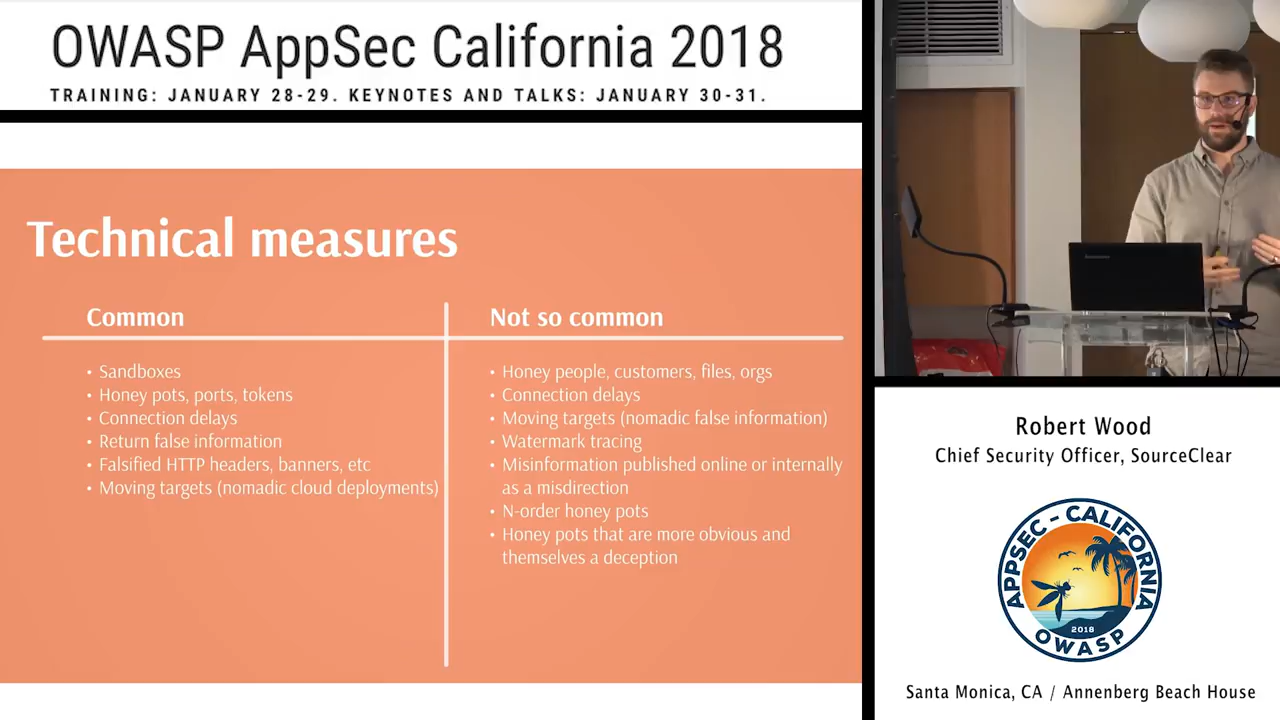 OWASP AppSec California 2018
TRAINING: JANUARY 28-29. KEYNOTES AND TALKS: JANUARY 30-31.
Technical measures
Common
• Sandboxes
• Honey pots, ports, tokens
• Connection delays
• Return false information
• Falsified HTTP headers, banners, etc
• Moving targets (nomadic cloud deployments)
Not so common
• Honey people, customers, files, orgs
• Connection delays
• Moving targets (nomadic false information)
• Watermark tracing
• Misinformation published online or internally
as a misdirection
• N-order honey pots
• Honey pots that are more obvious and
themselves a deception
Robert Wood
Chief Security Officer, SourceClear
APPSEC - CALIFORNIA
2018
OWASP
Santa Monica, CA / Annenberg Beach House